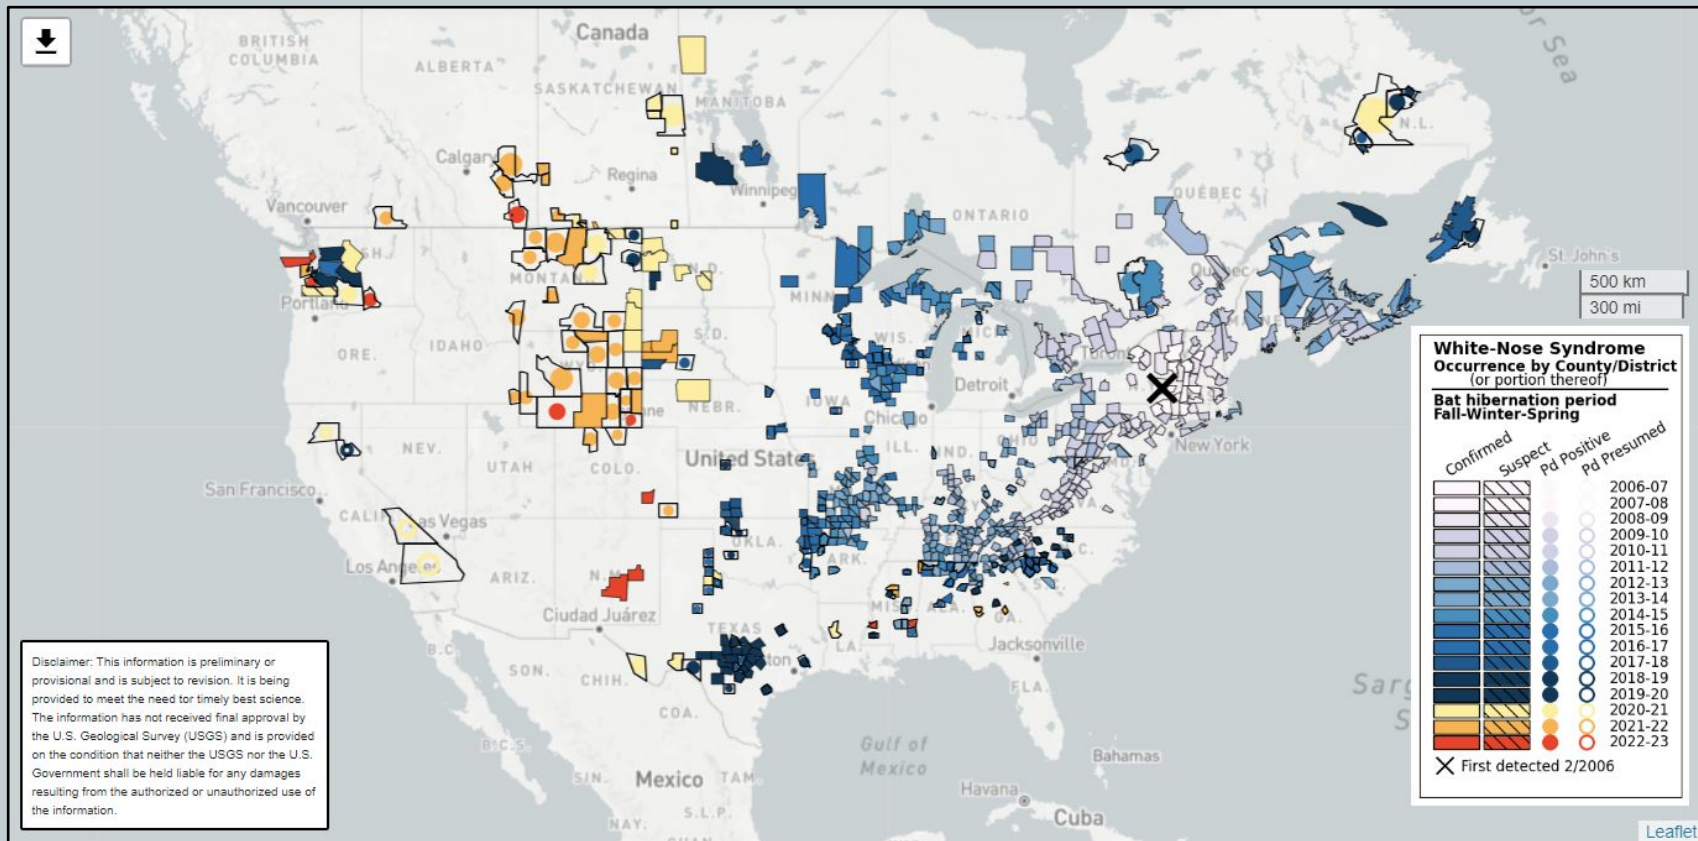 Canada
BRITISH
COLUMBIA
ALBERTA
SASKATCHEWAN
MANITOBA
N.L.
Calgary
Regina
Winnipeg
ONTARIO
QUÉBEC
Vancouver
St. John's
500 km
300 mi
MINN
N.D.
Portland
ORE.
IDAHO
S.D.
WIS.
MICH.
Toronto
Detroit
NEBR.
IOWA
Chicago
New York
NEV.
UTAH
COLO.
United States
ILL.
IND.
OHIO
MD.
San Francisco
Las Vegas
Los Angeles
ARIZ.
OKLA.
ARK.
Ciudad Juárez
TEXAS
LA.
ALA.
GA.
Jacksonville
FLA.
B.C.
SON.
CHIH.
COA.
B.C.S.
SIN.
Mexico
TAM.
NAY.
S.L.P.
Gulf of
Mexico
Bahamas
Havana
Cuba
White-Nose Syndrome
Occurrence by County/District
(or portion thereof)
Bat hibernation period
Fall-Winter-Spring
Confirmed
Suspect
Pd Positive
Pd Presumed
2006-07
2007-08
2008-09
2009-10
2010-11
2011-12
2012-13
2013-14
2014-15
2015-16
2016-17
2017-18
2018-19
2019-20
2020-21
2021-22
2022-23
First detected 2/2006
Disclaimer: This information is preliminary or
provisional and is subject to revision. It is being
provided to meet the need tor timely best science.
The information has not received final approval by
the U.S. Geological Survey (USGS) and is provided
on the condition that neither the USGS nor the U.S.
Government shall be held liable for any damages
resulting from the authorized or unauthorized use of
the information.
Leaflet